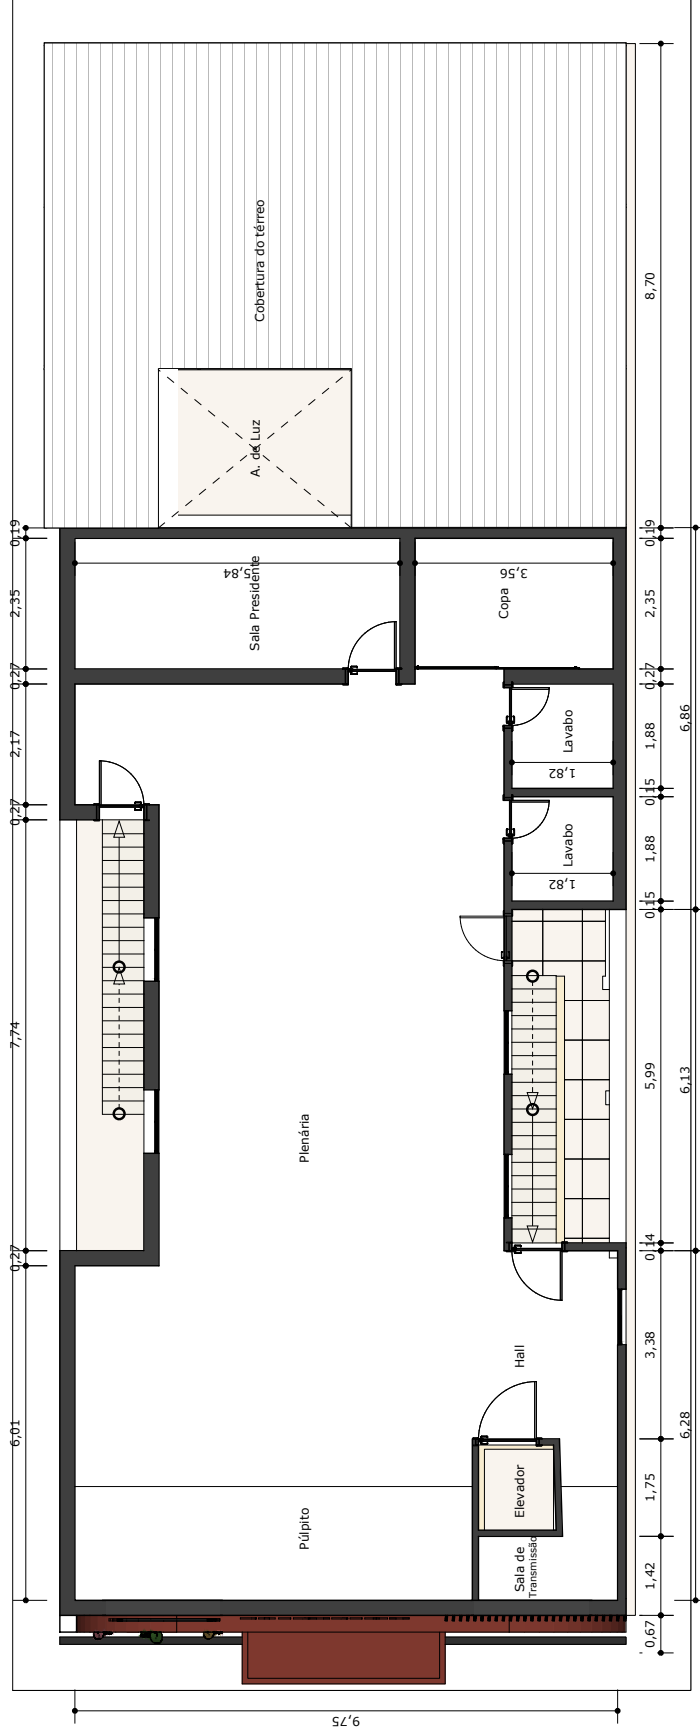 Cobertura do térreo
8,70
A. de Luz
0,19
0,19
5,84
3,56
2,35
Sala Presidente
Copa
2,35
0,27
0,27
2,17
Lavabo
1,88
6,86
1,82
0,27
0,15
Lavabo
1,88
1,82
0,15
7,74
5,99
6,13
Plenária
0,27
0,14
Hall
3,38
6,01
6,28
Elevador
1,75
Púlpito
Sala de
Transmissão
1,42
0,67
9,75